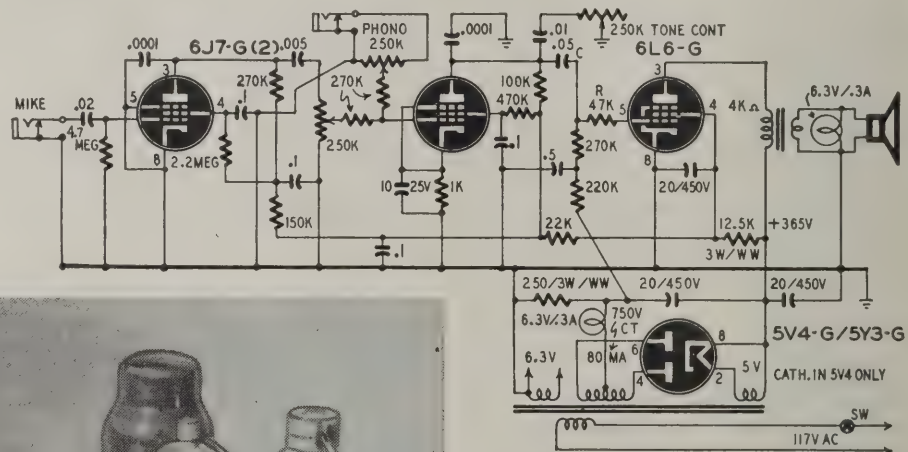 MIKE
.02
4.7
MEG
.0001
5
3
8
4
6J7-G (2)
2.2MEG
270K
.1
150K
.005
.1
250K
270K
PHONO
250K
.1
.0001
10
25V
1K
470K
.1
100K
.01
.05
C
.5
250K TONE CONT
R
47K
270K
220K
22K
6L6-G
3
5
4
8
20/450V
4KΩ
6.3V/.3A
12.5K
3W/WW
+365V
250/3W/WW
20/450V
20/450V
6.3V/.3A
750V
CT
80
MA
6.3V
6
4
8
2
5V
5V4-G/5Y3-G
CATH. IN 5V4 ONLY
SW
117V AC